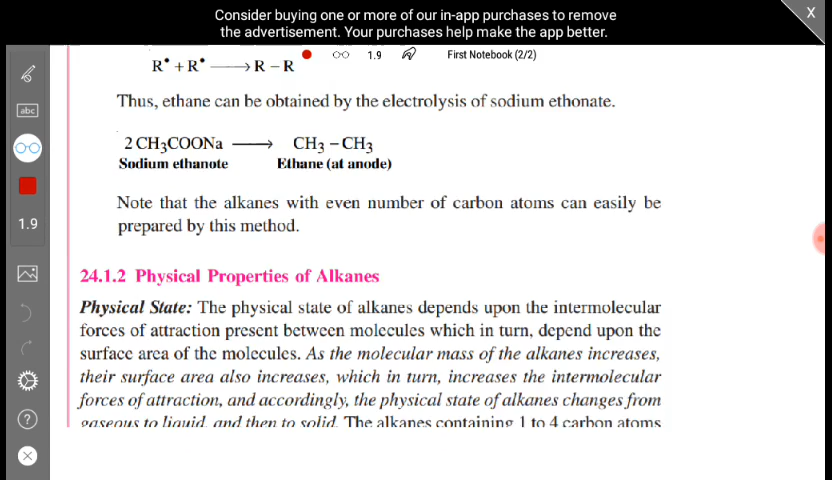 Consider buying one or more of our in-app purchases to remove
the advertisement. Your purchases help make the app better.
X
1.9
First Notebook (2/2)
R• + R• ⟶ R – R
abc
Thus, ethane can be obtained by the electrolysis of sodium ethonate.
2 CH3COONa ⟶ CH3 – CH3
Sodium ethanote Ethane (at anode)
Note that the alkanes with even number of carbon atoms can easily be
1.9
prepared by this method.
24.1.2 Physical Properties of Alkanes
Physical State: The physical state of alkanes depends upon the intermolecular
forces of attraction present between molecules which in turn, depend upon the
surface area of the molecules. As the molecular mass of the alkanes increases,
their surface area also increases, which in turn, increases the intermolecular
forces of attraction, and accordingly, the physical state of alkanes changes from
gaseous to liquid, and then to solid. The alkanes containing 1 to 4 carbon atoms
?